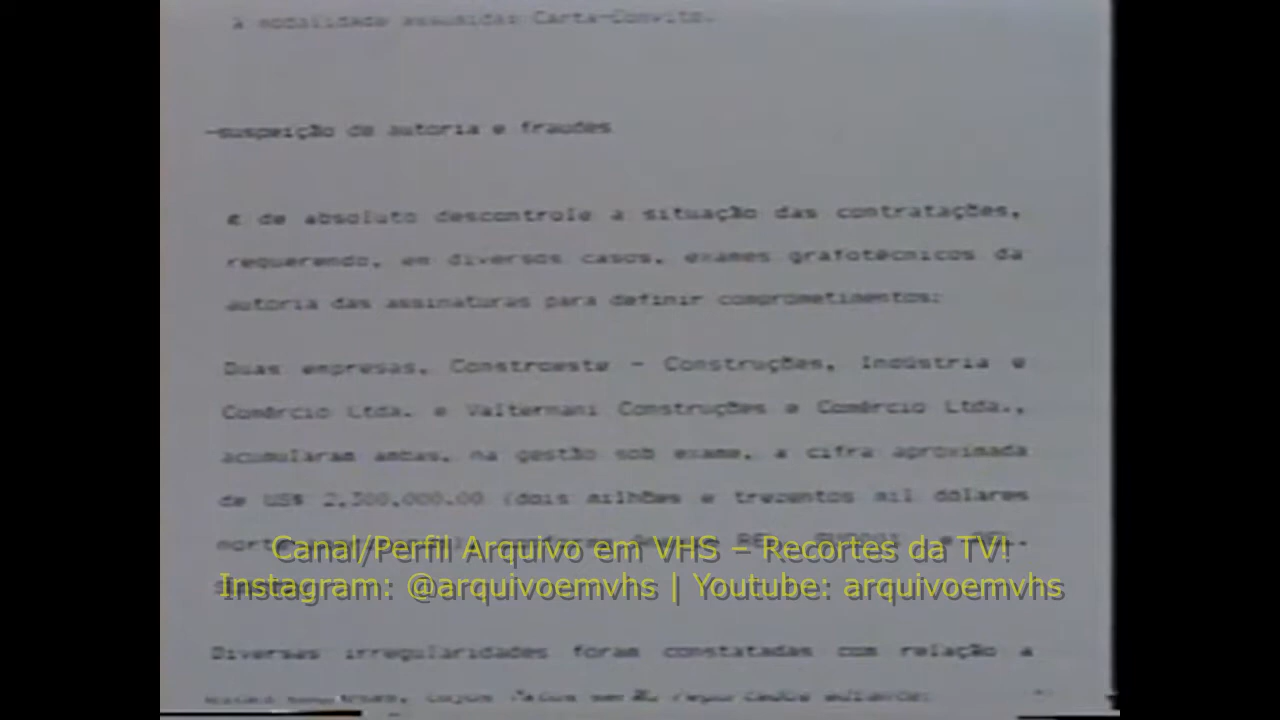 a modalidade assumida: Carta-Convite.
-suspeição de autoria e fraudes
É de absoluto descontrole a situação das contratações,
requerendo, em diversos casos, exames grafotécnicos da
autoria das assinaturas para definir comprometimentos:
Duas empresas, Constroeste - Construções, Indústria e
Comércio Ltda. e Valternani Construções e Comércio Ltda.,
acumularam ambas, na gestão sob exame, a cifra aproximada
de US$ 2,300,000.00 (dois milhões e trezentos mil dólares
Canal/Perfil Arquivo em VHS – Recortes da TV!
Instagram: @arquivoemvhs | Youtube: arquivoemvhs
Diversas irregularidades foram constatadas com relação a